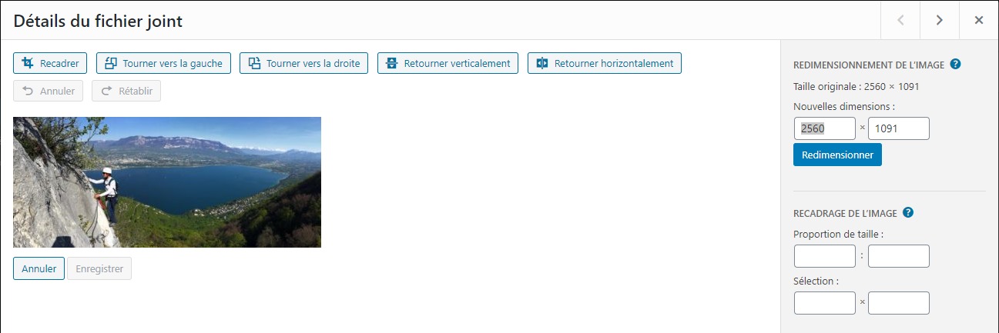 Détails du fichier joint
Recadrer
Tourner vers la gauche
Tourner vers la droite
Retourner verticalement
Retourner horizontalement
Annuler
Rétablir
Annuler
Enregistrer
REDIMENSIONNEMENT DE L’IMAGE ?
Taille originale : 2560 × 1091
Nouvelles dimensions :
2560 × 1091
Redimensionner
RECADRAGE DE L’IMAGE ?
Proportion de taille :
:
Sélection :
×